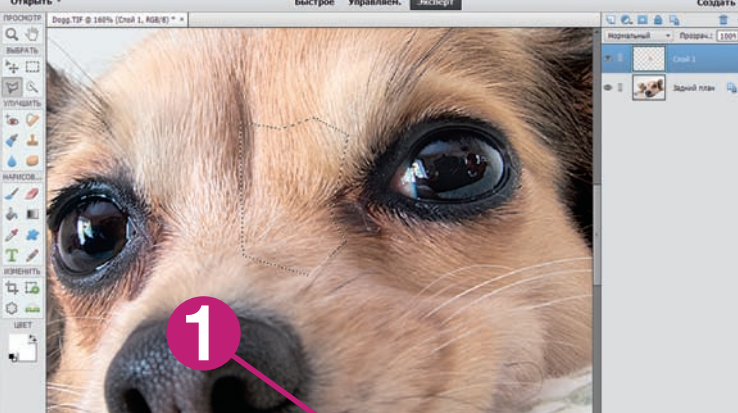 Открыть
Быстрое Управляем. Эксперт
Создать
ПРОСМОТР
Dogg.TIF @ 160% (Слой 1, RGB/8) * ×
ВЫБРАТЬ
УЛУЧШИТЬ
НАРИСОВ...
ИЗМЕНИТЬ
ЦВЕТ
Нормальный
Прозрач.: 100%
Слой 1
Задний план
1